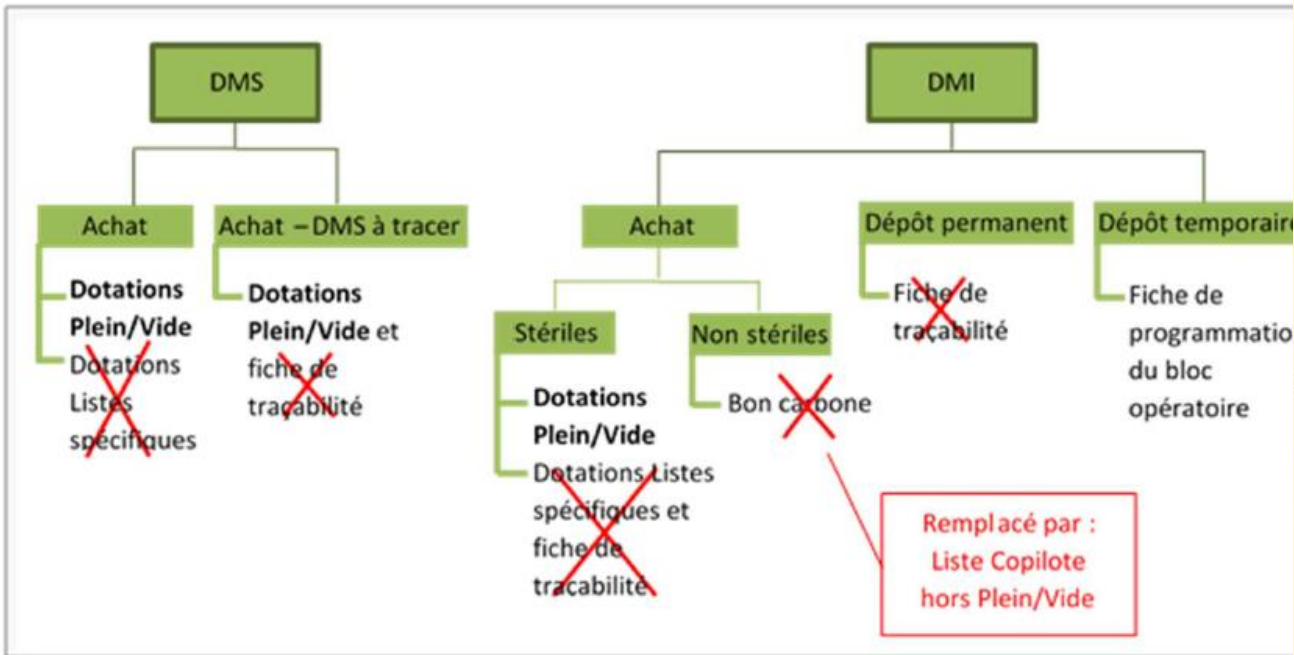 DMS
DMI
Achat
Achat – DMS à tracer
Achat
Dépôt permanent
Dépôt temporaire
Dotations
Plein/Vide
Dotations
Listes
spécifiques
Dotations
Plein/Vide et
fiche de
traçabilité
Stériles
Non stériles
Dotations
Plein/Vide
Dotations Listes
spécifiques et
fiche de
traçabilité
Bon carbone
Fiche de
traçabilité
Fiche de
programmatio
du bloc
opératoire
Remplacé par :
Liste Copilote
hors Plein/Vide